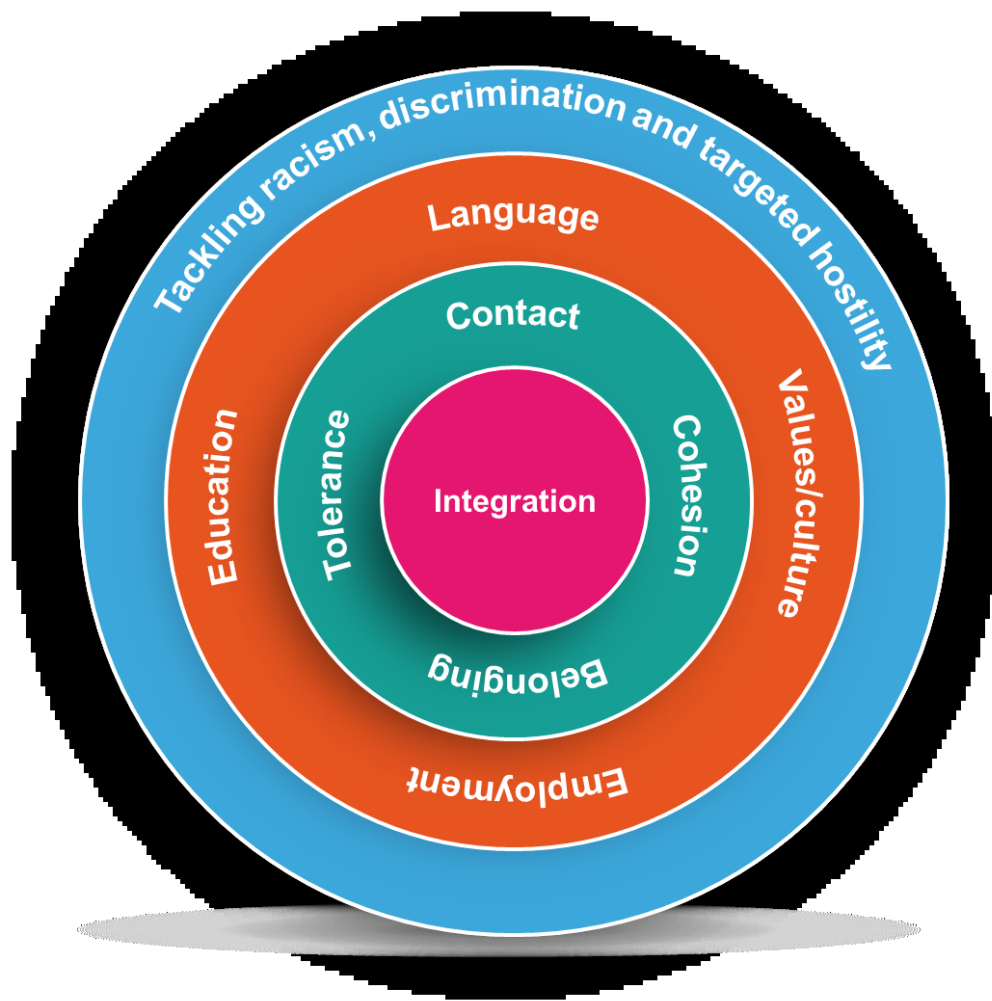 Tackling racism, discrimination and targeted hostility
Language
Values/culture
Employment
Education
Contact
Cohesion
Belonging
Tolerance
Integration